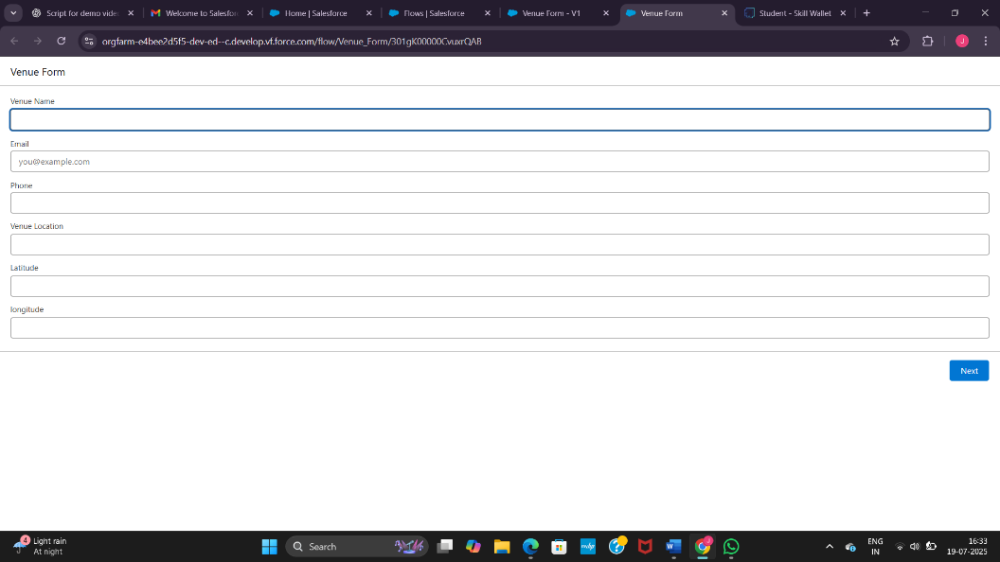 Script for demo video
Welcome to Salesforc
Home | Salesforce
Flows | Salesforce
Venue Form - V1
Venue Form
Student - Skill Wallet
orgfarm-e4bee2d5f5-dev-ed--c.develop.vf.force.com/flow/Venue_Form/301gK00000CvuxrQAB
J
Venue Form
Venue Name
Email
you@example.com
Phone
Venue Location
Latitude
longitude
Next
4
Light rain
At night
Search
ENG
IN
16:33
19-07-2025